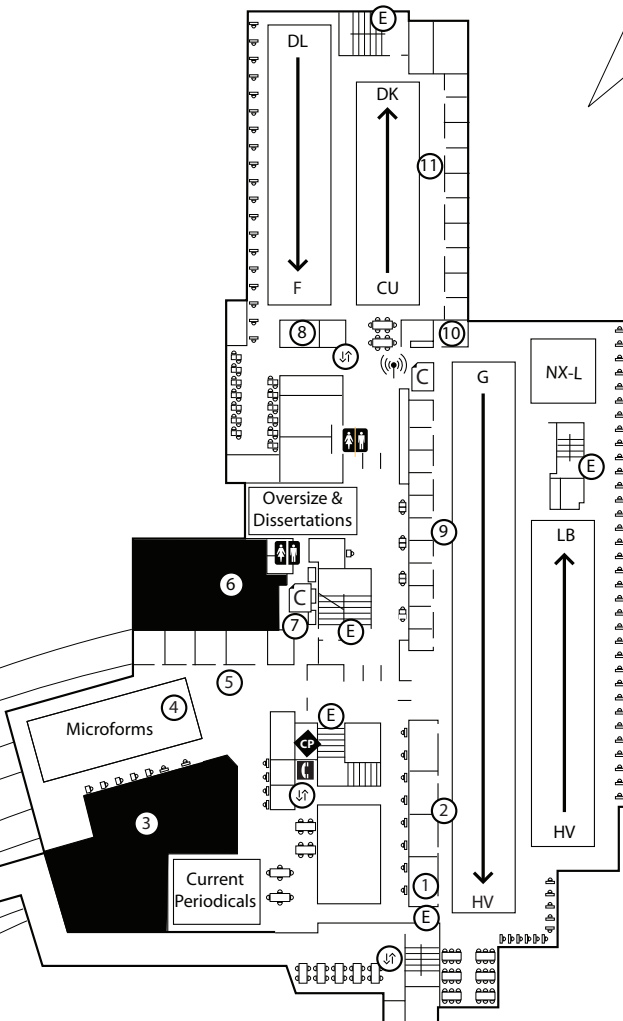 E
DL
DK
11
F
CU
8
10
C
G
NX-L
E
Oversize &
Dissertations
9
LB
6
C
7
E
5
4
Microforms
E
CP
3
2
HV
Current
Periodicals
1
HV
E